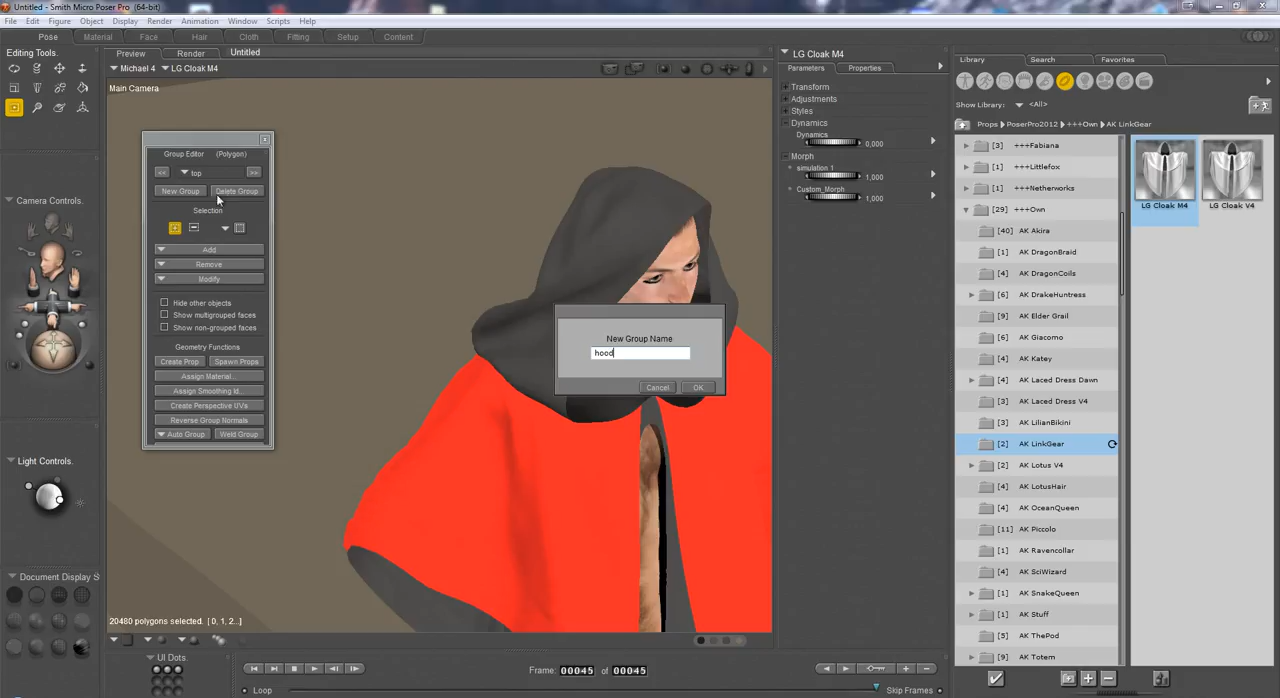 Untitled - Smith Micro Poser Pro (64-bit)
File Edit Figure Object Display Render Animation Window Scripts Help
Pose Material Face Hair Cloth Fitting Setup Content
Editing Tools.
Preview Render Untitled
Michael 4 LG Cloak M4
Main Camera
Camera Controls.
Light Controls.
Document Display S
Group Editor (Polygon)
<< top >>
New Group Delete Group
Selection
Add
Remove
Modify
Hide other objects
Show multigrouped faces
Show non-grouped faces
Geometry Functions
Create Prop Spawn Props
Assign Material...
Assign Smoothing Id...
Create Perspective UVs
Reverse Group Normals
Auto Group Weld Group
New Group Name
hood
Cancel OK
20480 polygons selected. [ 0, 1, 2...]
UI Dots.
Frame: 00045 of 00045
Loop Skip Frames
LG Cloak M4
Parameters Properties
Transform
Adjustments
Styles
Dynamics
Dynamics
0,000
Morph
simulation 1
1,000
Custom_Morph
1,000
Library Search Favorites
Show Library: <All>
Props PoserPro2012 +++Own AK LinkGear
[3] +++Fabiana
[1] +++Littlefox
[1] +++Netherworks
[29] +++Own
[40] AK Akira
[1] AK DragonBraid
[4] AK DragonCoils
[6] AK DrakeHuntress
[9] AK Elder Grail
[6] AK Giacomo
[2] AK Katey
[4] AK Laced Dress Dawn
[1] AK Laced Dress V4
[3] AK LilianBikini
[2] AK LinkGear
[2] AK Lotus V4
[4] AK LotusHair
[4] AK OceanQueen
[11] AK Piccolo
[1] AK Ravencollar
[4] AK SciWizard
[1] AK SnakeQueen
[1] AK Stuff
[5] AK ThePod
[9] AK Totem
LG Cloak M4 LG Cloak V4